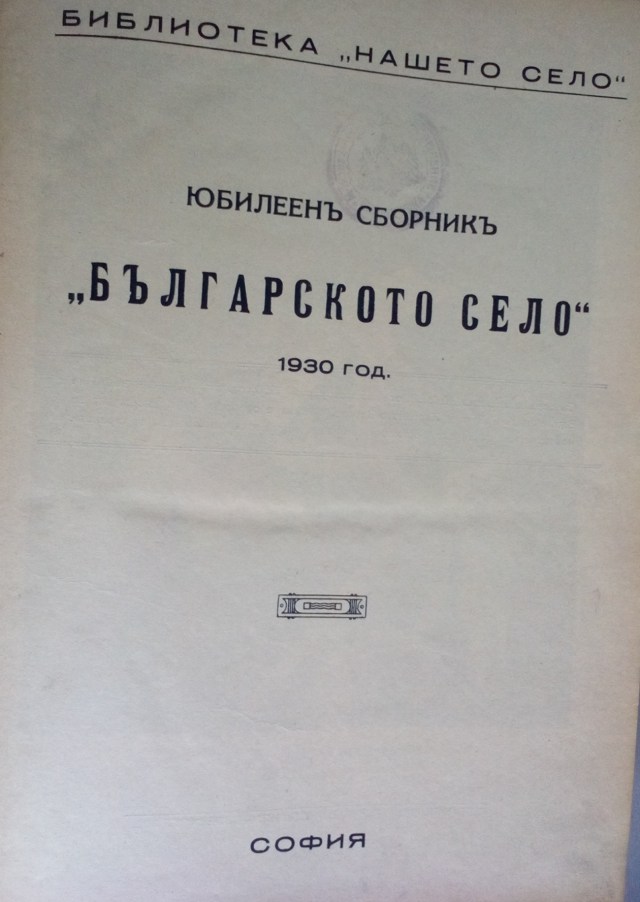 БИБЛИОТЕКА „НАШЕТО СЕЛО“
ЮБИЛЕЕНЪ СБОРНИКЪ
„БЪЛГАРСКОТО СЕЛО“
1930 год.
СОФИЯ